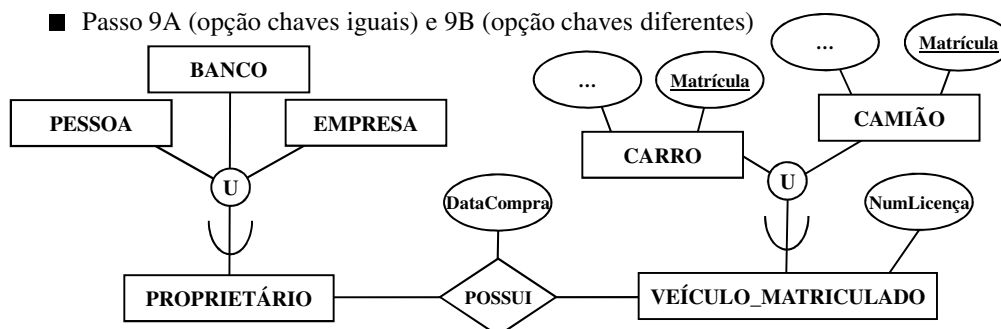 Passo 9A (opção chaves iguais) e 9B (opção chaves diferentes)
BANCO
PESSOA
EMPRESA
U
PROPRIETÁRIO
DataCompra
POSSUI
...
Matrícula
CARRO
...
Matrícula
CAMIÃO
U
NumLicença
VEÍCULO_MATRICULADO